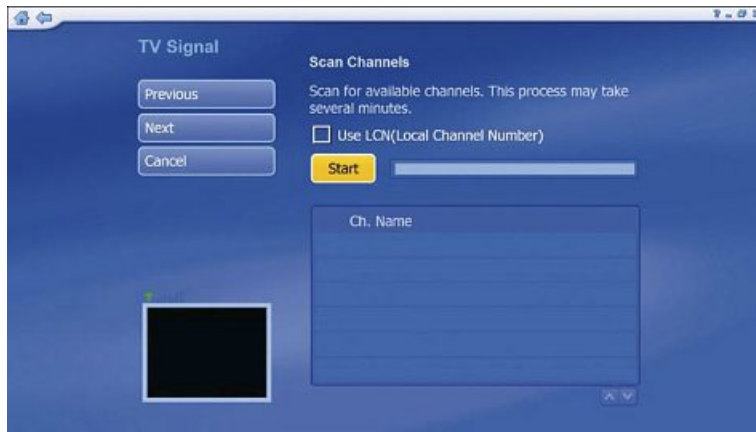 TV Signal
Previous
Next
Cancel
Scan Channels
Scan for available channels. This process may take
several minutes.
Use LCN(Local Channel Number)
Start
Ch. Name